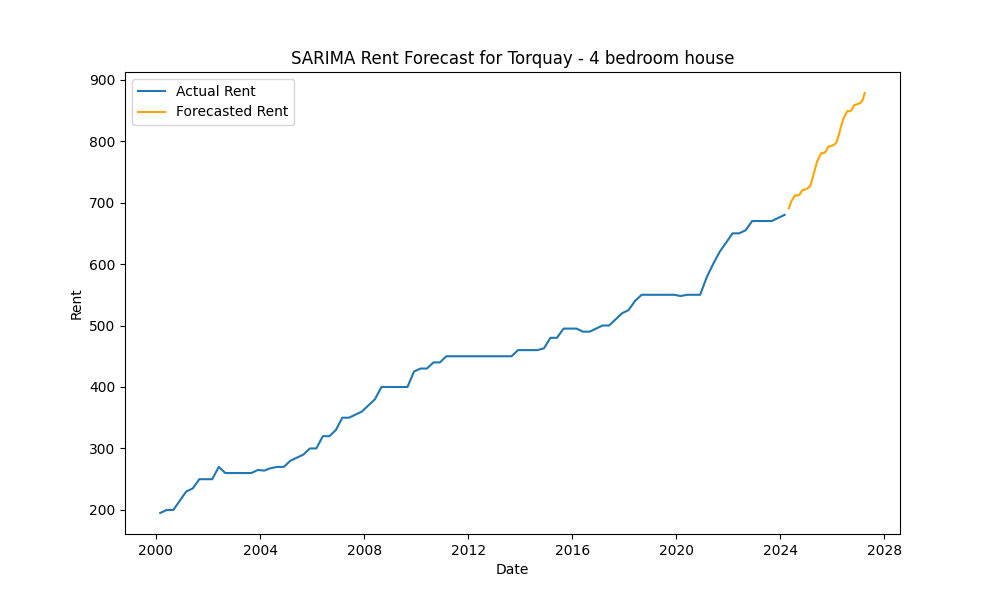 SARIMA Rent Forecast for Torquay - 4 bedroom house
Actual Rent
Forecasted Rent
900
800
700
600
500
400
300
200
Rent
2000 2004 2008 2012 2016 2020 2024 2028
Date